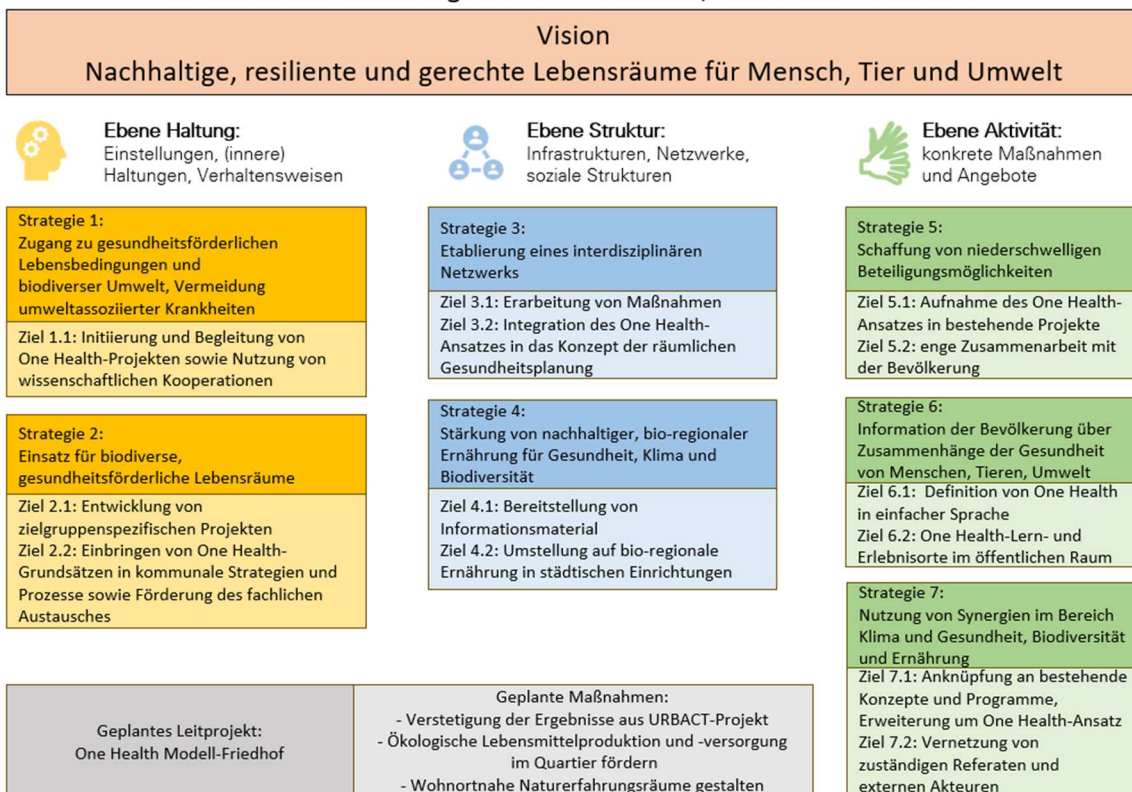 Vision
Nachhaltige, resiliente und gerechte Lebensräume für Mensch, Tier und Umwelt
Ebene Haltung:
Einstellungen, (innere)
Haltungen, Verhaltensweisen
Ebene Struktur:
Infrastrukturen, Netzwerke,
soziale Strukturen
Ebene Aktivität:
konkrete Maßnahmen
und Angebote
Strategie 1:
Zugang zu gesundheitsförderlichen
Lebensbedingungen und
biodiverser Umwelt, Vermeidung
umweltassoziierter Krankheiten
Ziel 1.1: Initiierung und Begleitung von
One Health-Projekten sowie Nutzung von
wissenschaftlichen Kooperationen
Strategie 2:
Einsatz für biodiverse,
gesundheitsförderliche Lebensräume
Ziel 2.1: Entwicklung von
zielgruppenspezifischen Projekten
Ziel 2.2: Einbringen von One Health-
Grundsätzen in kommunale Strategien und
Prozesse sowie Förderung des fachlichen
Austausches
Strategie 3:
Etablierung eines interdisziplinären
Netzwerks
Ziel 3.1: Erarbeitung von Maßnahmen
Ziel 3.2: Integration des One Health-
Ansatzes in das Konzept der räumlichen
Gesundheitsplanung
Strategie 4:
Stärkung von nachhaltiger, bio-regionaler
Ernährung für Gesundheit, Klima und
Biodiversität
Ziel 4.1: Bereitstellung von
Informationsmaterial
Ziel 4.2: Umstellung auf bio-regionale
Ernährung in städtischen Einrichtungen
Strategie 5:
Schaffung von niederschwelligen
Beteiligungsmöglichkeiten
Ziel 5.1: Aufnahme des One Health-
Ansatzes in bestehende Projekte
Ziel 5.2: enge Zusammenarbeit mit
der Bevölkerung
Strategie 6:
Information der Bevölkerung über
Zusammenhänge der Gesundheit
von Menschen, Tieren, Umwelt
Ziel 6.1: Definition von One Health
in einfacher Sprache
Ziel 6.2: One Health-Lern- und
Erlebnisorte im öffentlichen Raum
Strategie 7:
Nutzung von Synergien im Bereich
Klima und Gesundheit, Biodiversität
und Ernährung
Ziel 7.1: Anknüpfung an bestehende
Konzepte und Programme,
Erweiterung um One Health-Ansatz
Ziel 7.2: Vernetzung von
zuständigen Referaten und
externen Akteuren
Geplantes Leitprojekt:
One Health Modell-Friedhof
Geplante Maßnahmen:
- Verstetigung der Ergebnisse aus URBACT-Projekt
- Ökologische Lebensmittelproduktion und -versorgung
im Quartier fördern
- Wohnortnahe Naturerfahrungsräume gestalten